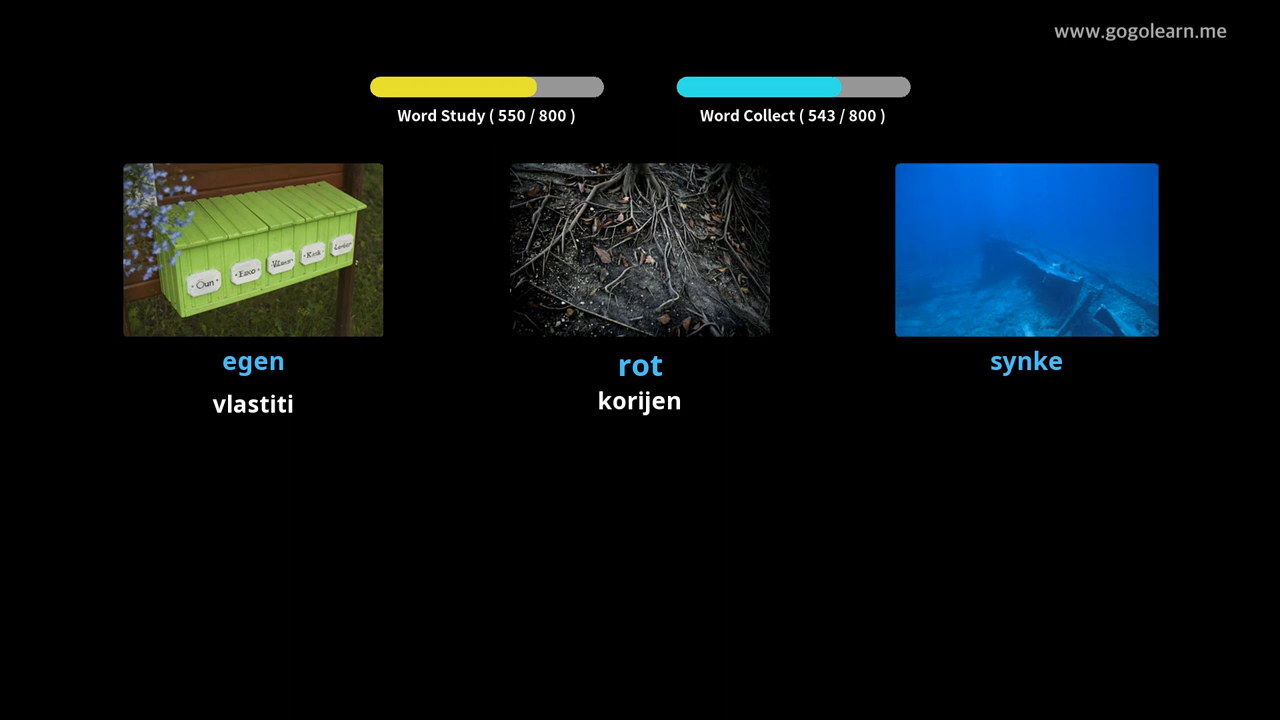 www.gogolearn.me
Word Study ( 550 / 800 )
Word Collect ( 543 / 800 )
egen
rot
synke
vlastiti
korijen